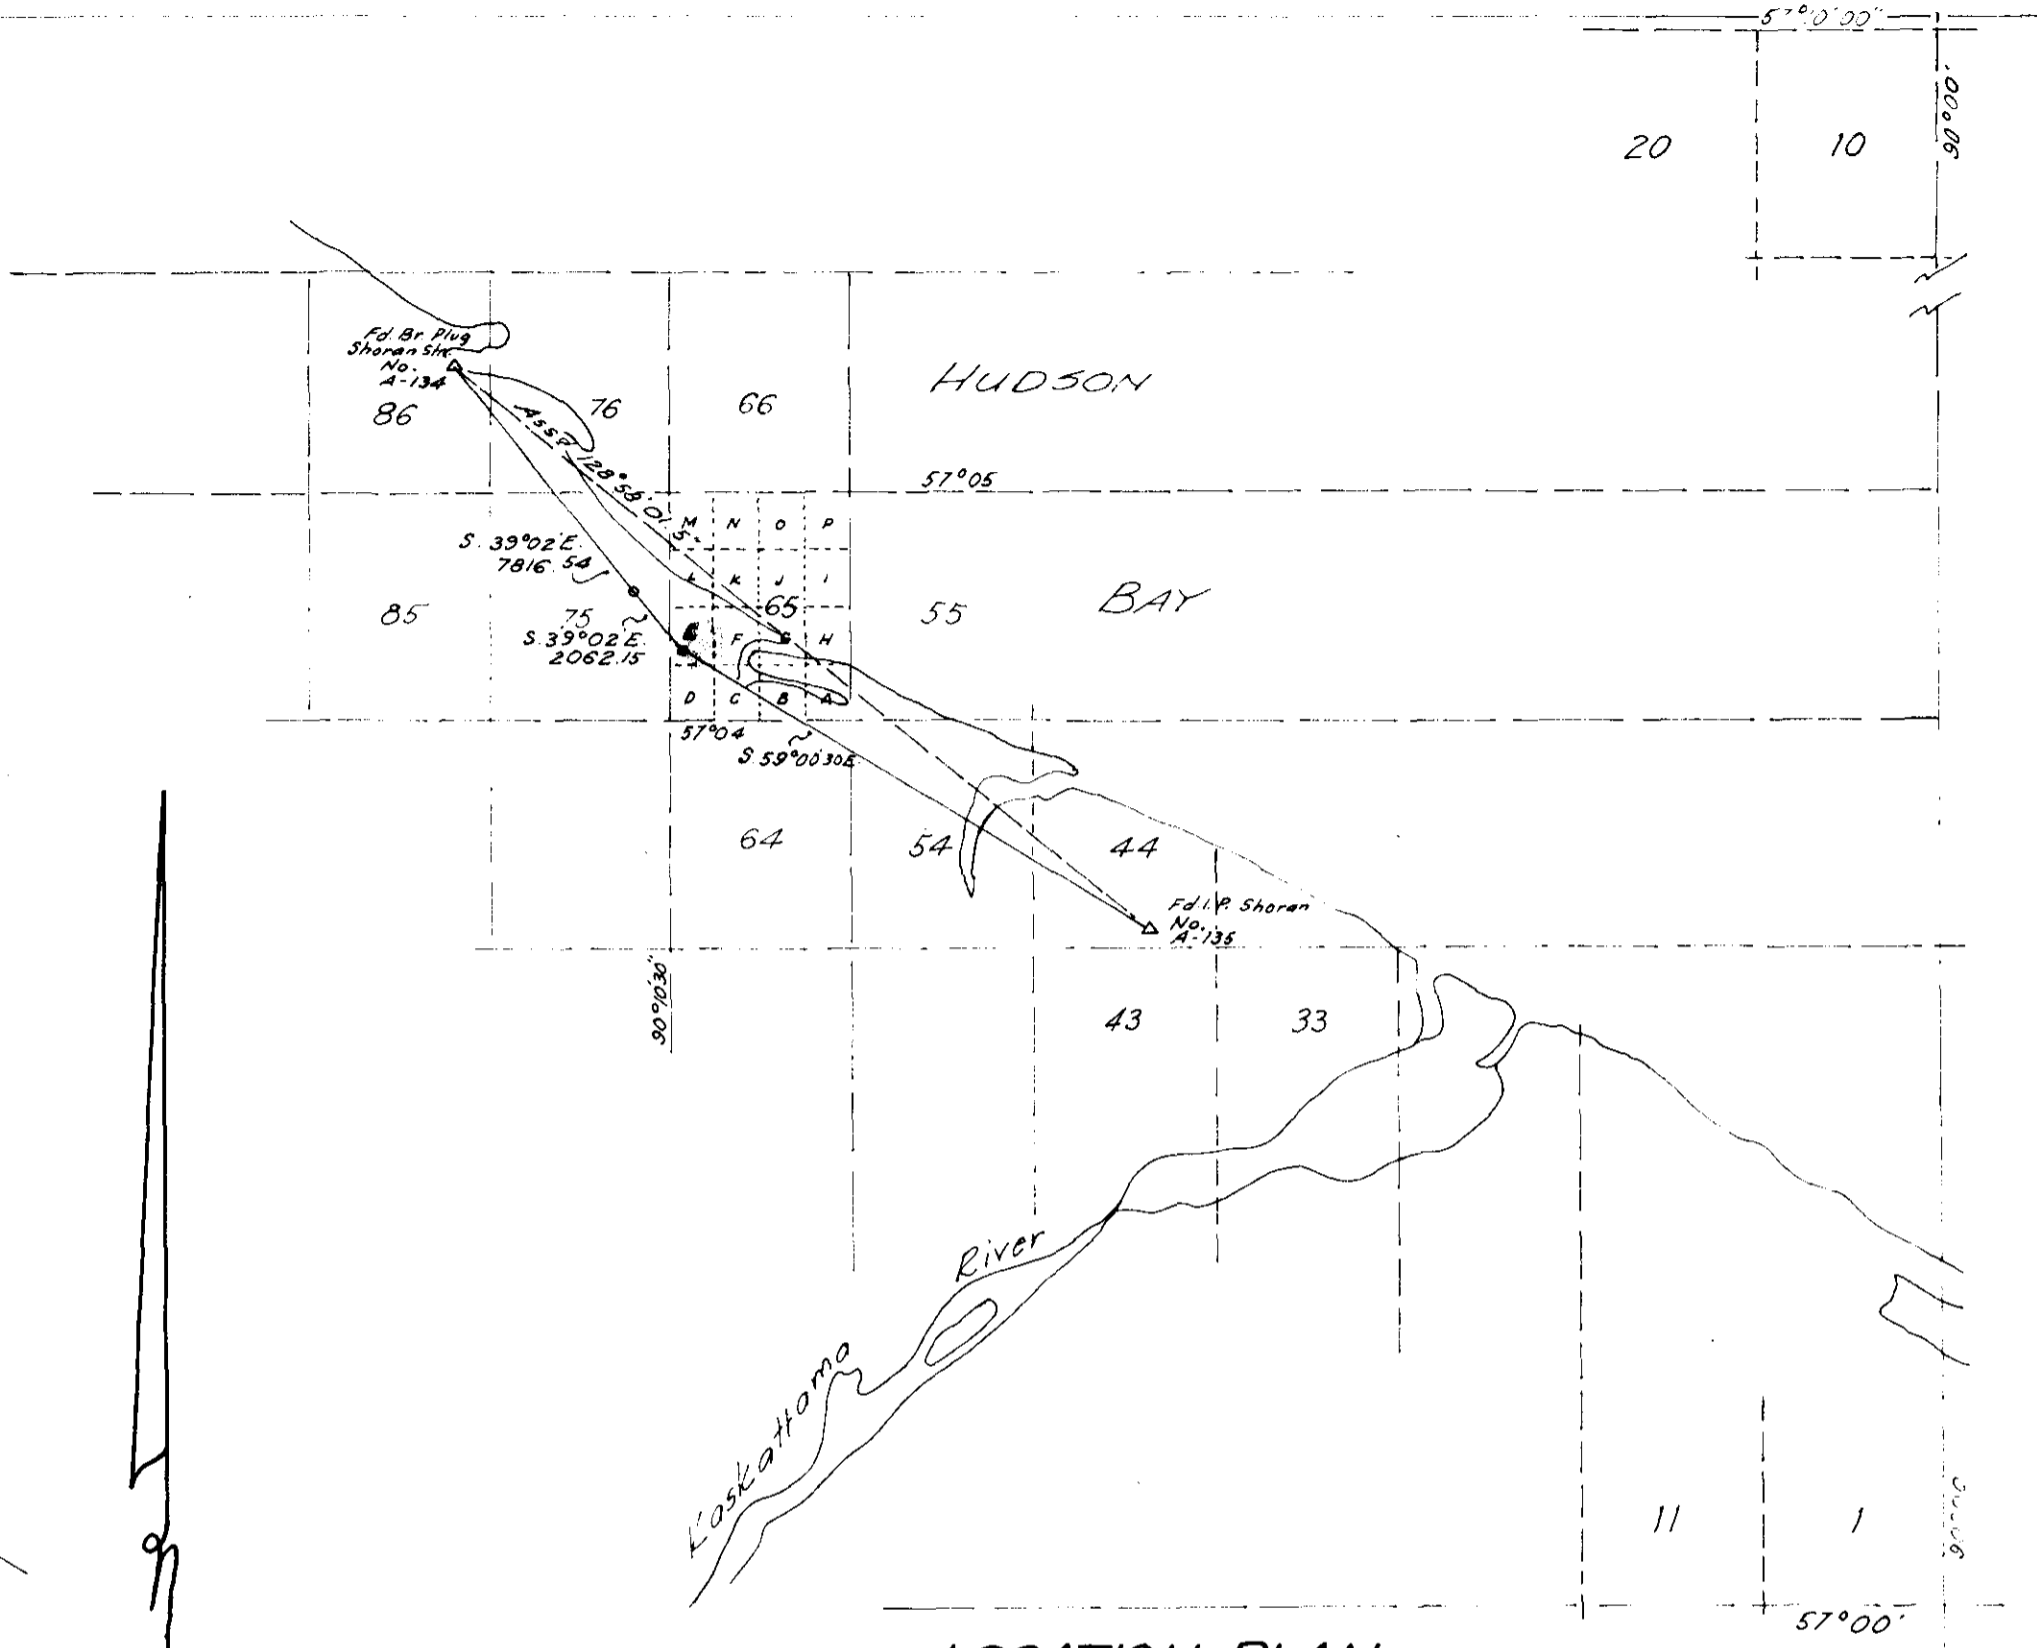 57°10'00"
90°00'
20
10
Fd. Br. Plug
Shoran Stn.
No.
A-134
86
76
66
HUDSON
Ass'd 128°58'01.5"
57°05
M N O P
S. 39°02'E.
7816.54
L K J I
85
75
65
55
BAY
S. 39°02'E.
2062.15
E F G H
D C B A
57°04
S. 59°00'30E.
64
54
44
Fd. I.P. Shoran
No.
A-135
90°10'30"
43
33
River
Kaskattama
11
1
57°00'
LOCATION PLAN